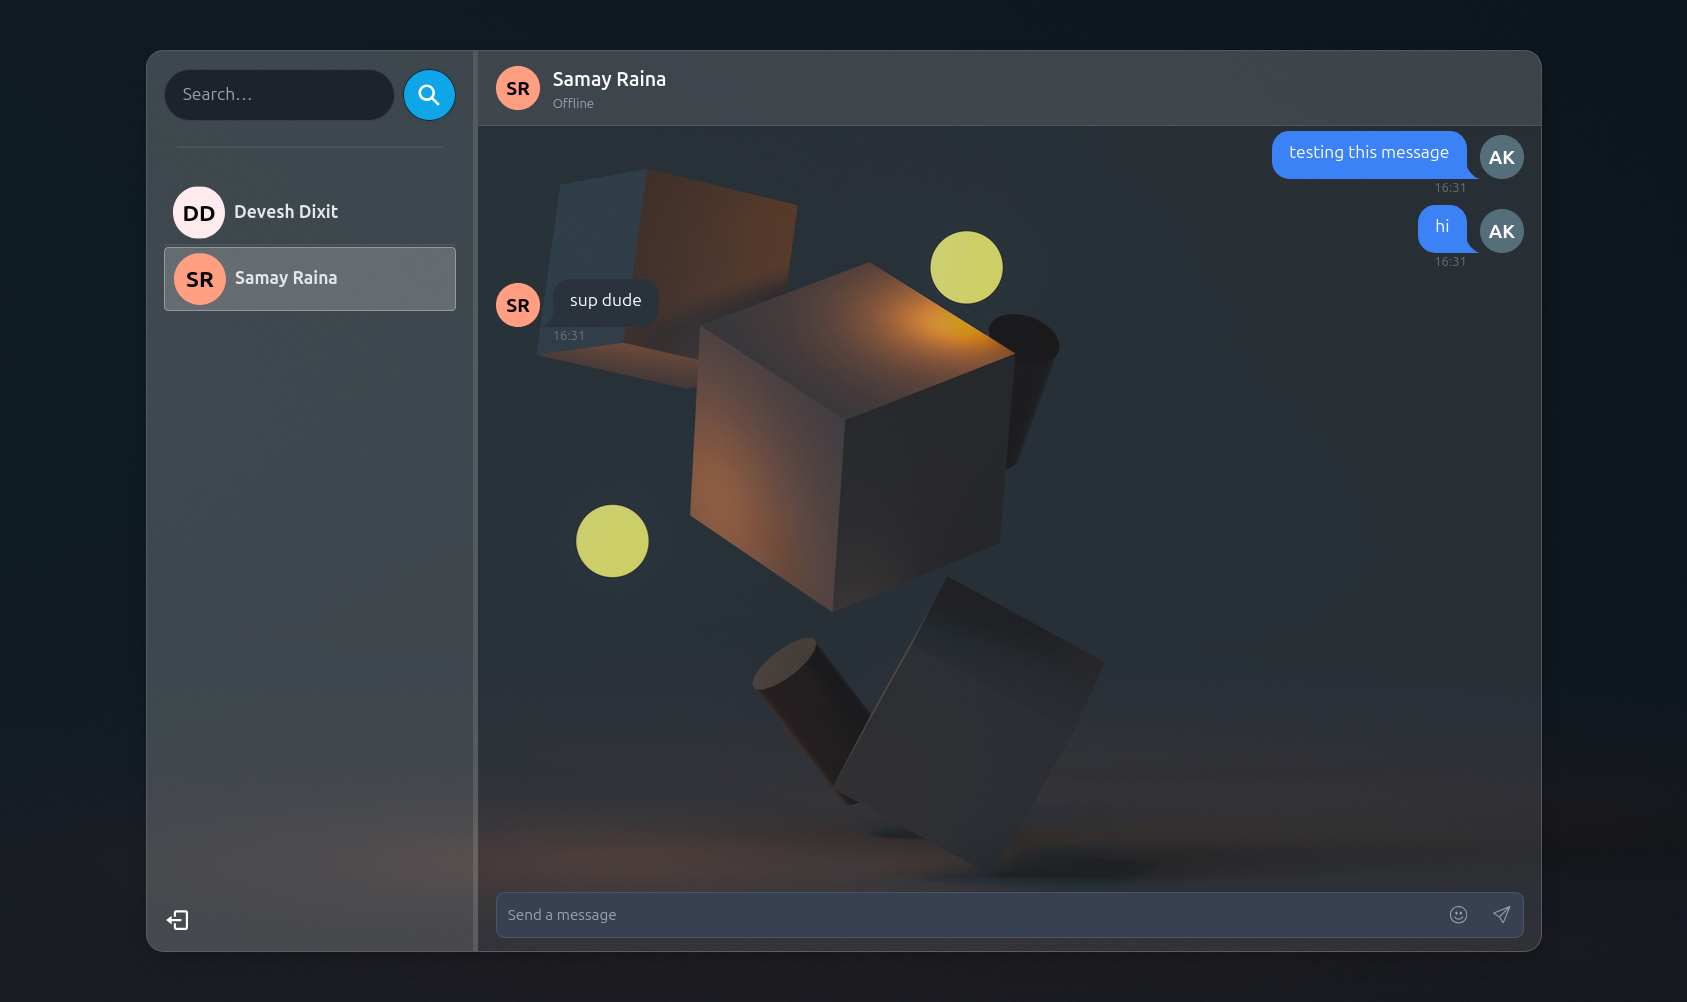 Search...
DD
Devesh Dixit
SR
Samay Raina
SR
Samay Raina
Offline
testing this message
AK
16:31
hi
AK
16:31
SR
sup dude
16:31
Send a message